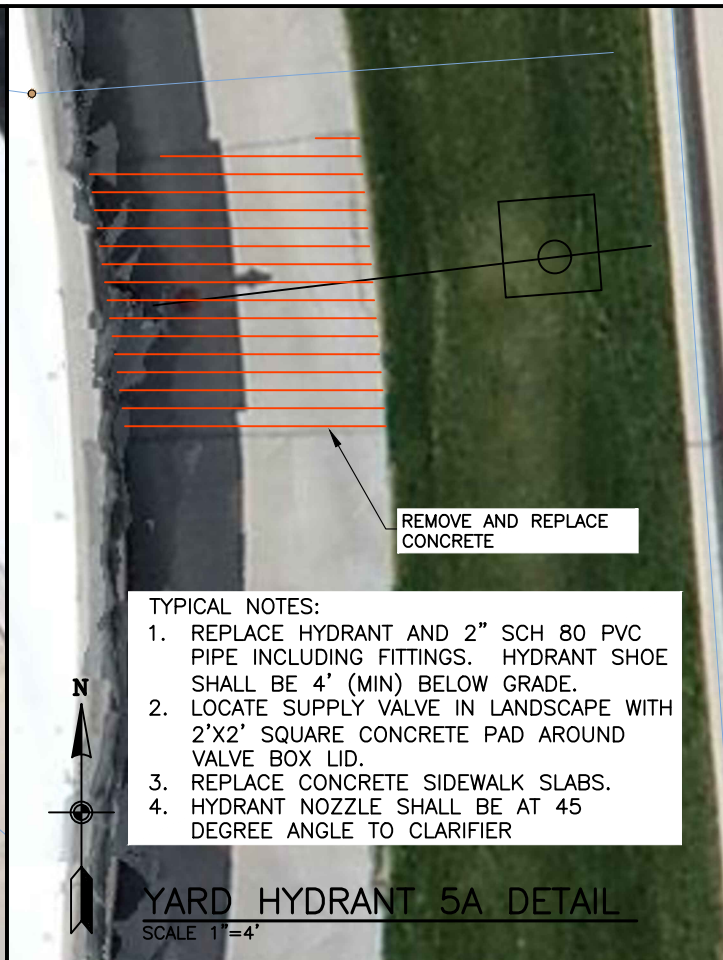 REMOVE AND REPLACE
CONCRETE
TYPICAL NOTES:
1. REPLACE HYDRANT AND 2" SCH 80 PVC
PIPE INCLUDING FITTINGS. HYDRANT SHOE
SHALL BE 4' (MIN) BELOW GRADE.
2. LOCATE SUPPLY VALVE IN LANDSCAPE WITH
2'X2' SQUARE CONCRETE PAD AROUND
VALVE BOX LID.
3. REPLACE CONCRETE SIDEWALK SLABS.
4. HYDRANT NOZZLE SHALL BE AT 45
DEGREE ANGLE TO CLARIFIER
N
YARD HYDRANT 5A DETAIL
SCALE 1"=4'